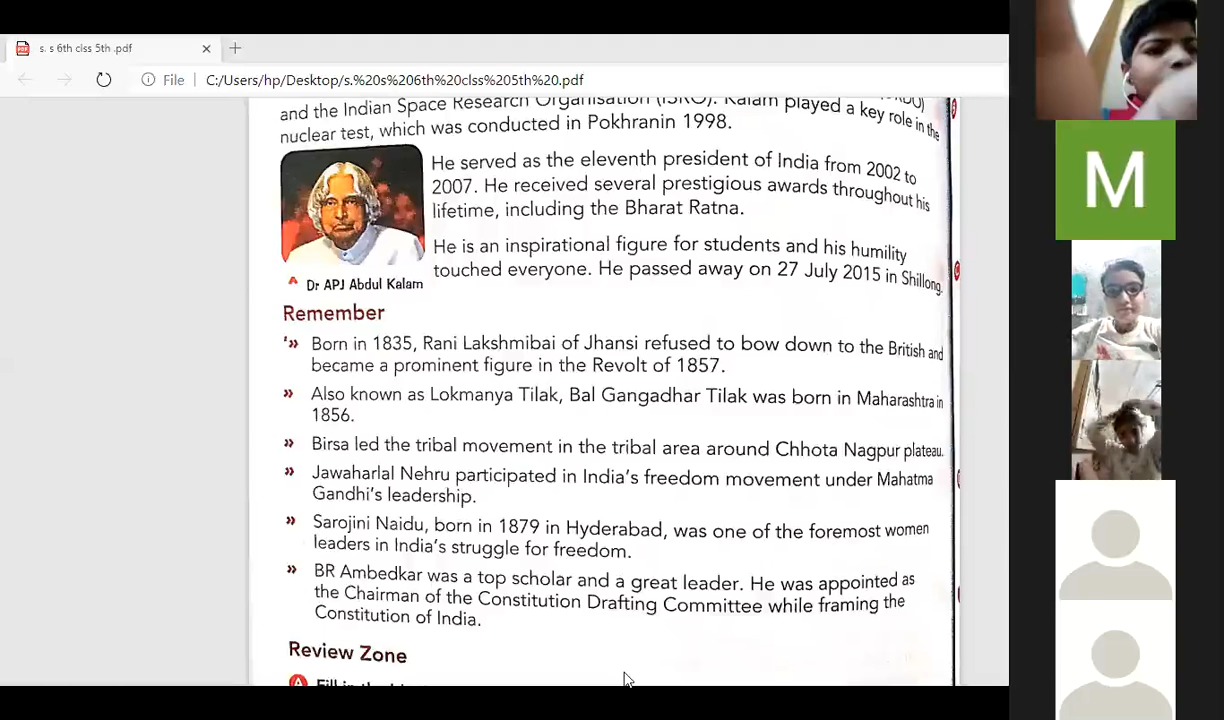 s. s 6th clss 5th .pdf
File C:/Users/hp/Desktop/s.%20s%206th%20clss%205th%20.pdf
and the Indian Space Research Organisation (ISRO). Kalam played a key role in the
nuclear test, which was conducted in Pokhranin 1998.
He served as the eleventh president of India from 2002 to
2007. He received several prestigious awards throughout his
lifetime, including the Bharat Ratna.
He is an inspirational figure for students and his humility
touched everyone. He passed away on 27 July 2015 in Shillong.
Dr APJ Abdul Kalam
Remember
» Born in 1835, Rani Lakshmibai of Jhansi refused to bow down to the British and
became a prominent figure in the Revolt of 1857.
» Also known as Lokmanya Tilak, Bal Gangadhar Tilak was born in Maharashtra in
1856.
» Birsa led the tribal movement in the tribal area around Chhota Nagpur plateau.
» Jawaharlal Nehru participated in India's freedom movement under Mahatma
Gandhi's leadership.
» Sarojini Naidu, born in 1879 in Hyderabad, was one of the foremost women
leaders in India's struggle for freedom.
» BR Ambedkar was a top scholar and a great leader. He was appointed as
the Chairman of the Constitution Drafting Committee while framing the
Constitution of India.
Review Zone
A
M